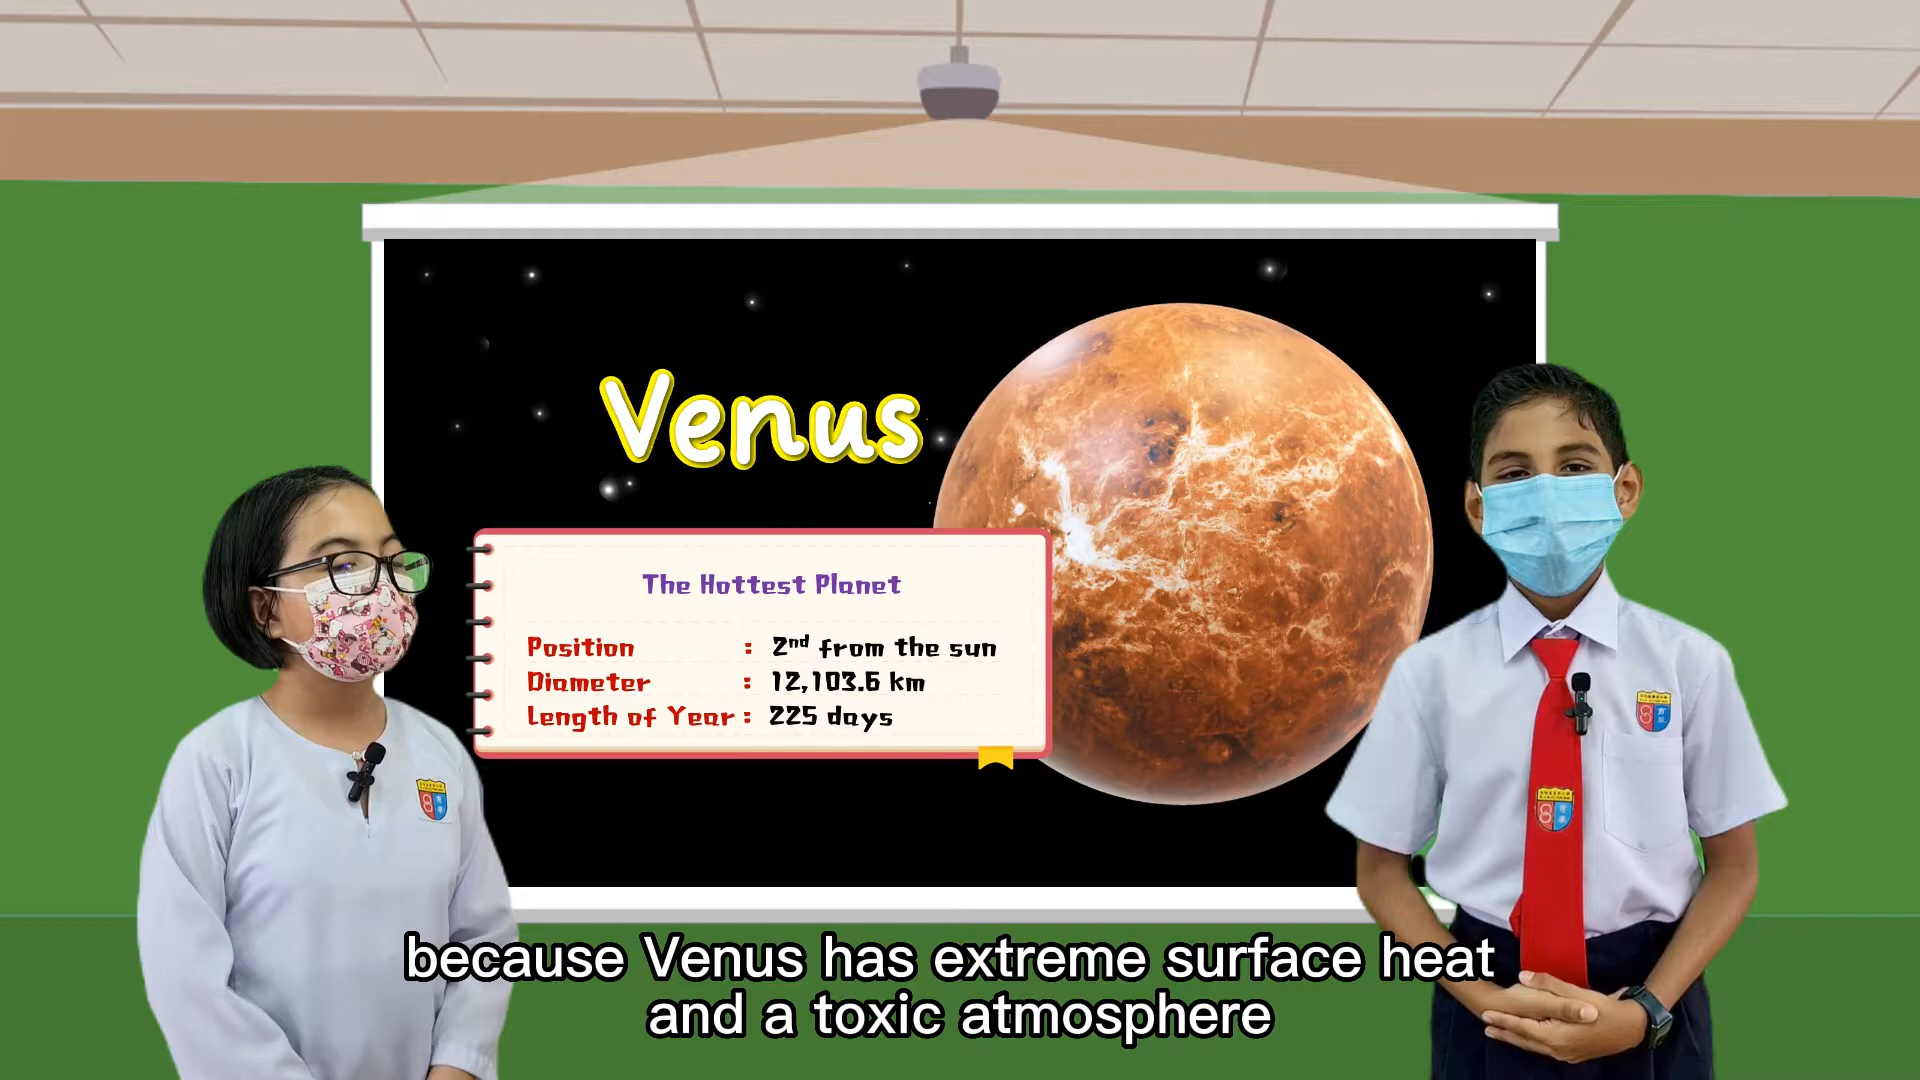 Venus
The Hottest Planet
Position : 2nd from the sun
Diameter : 12,103.6 km
Length of Year : 225 days
because Venus has extreme surface heat
and a toxic atmosphere